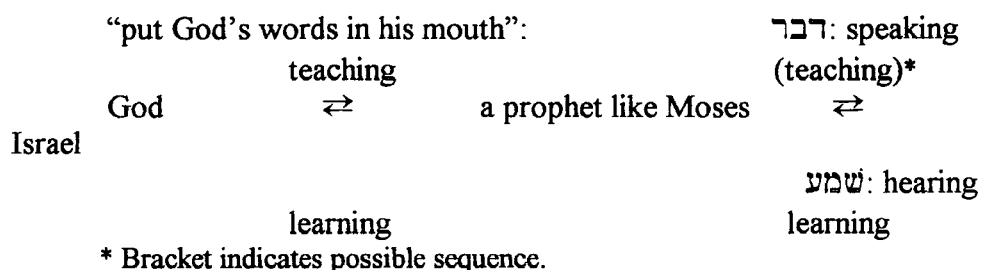 “put God’s words in his mouth”: דבר: speaking
teaching (teaching)*
God ⇄ a prophet like Moses ⇄
Israel
שׁמע: hearing
learning learning
* Bracket indicates possible sequence.